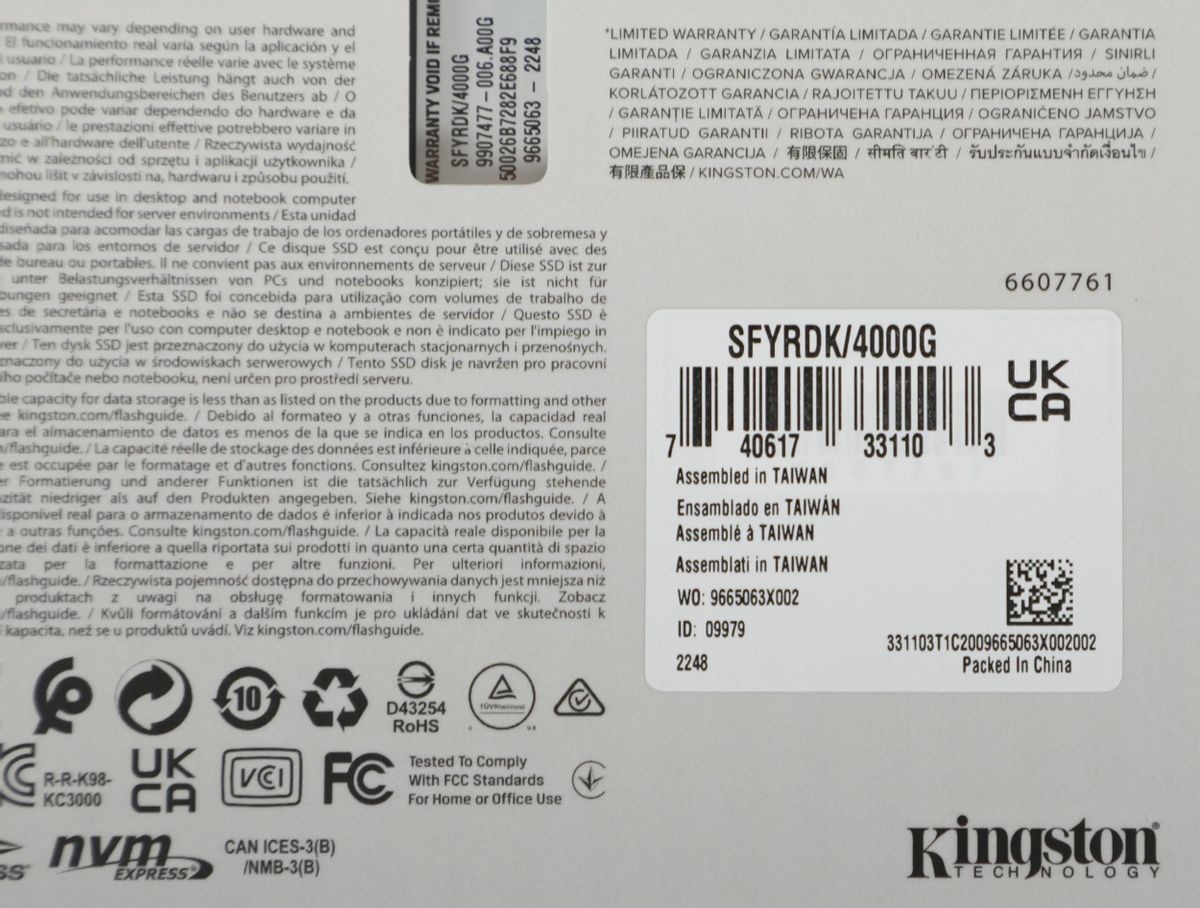 rmance may vary depending on user hardware and
El funcionamiento real varía según la aplicación y el
usuario / La performance réelle varie avec le système
on / Die tatsächliche Leistung hängt auch von der
d den Anwendungsbereichen des Benutzers ab / O
efetivo pode variar dependendo do hardware e da
usuário / le prestazioni effettive potrebbero variare in
zo e all'hardware dell'utente / Rzeczywista wydajność
nić w zależności od sprzętu i aplikacji użytkownika /
nohou lišit v závislosti na, hardwaru i způsobu použití.
designed for use in desktop and notebook computer
d is not intended for server environments / Esta unidad
diseñada para acomodar las cargas de trabajo de los ordenadores portátiles y de sobremesa y
sada para los entornos de servidor / Ce disque SSD est conçu pour être utilisé avec des
de bureau ou portables. Il ne convient pas aux environnements de serveur / Diese SSD ist zur
unter Belastungsverhältnissen von PCs und notebooks konzipiert; sie ist nicht für
bungen geeignet / Esta SSD foi concebida para utilização com volumes de trabalho de
es de secretária e notebooks e não se destina a ambientes de servidor / Questo SSD è
sclusivamente per l'uso con computer desktop e notebook e non è indicato per l'impiego in
ver / Ten dysk SSD jest przeznaczony do użycia w komputerach stacjonarnych i przenośnych.
znaczony do użycia w środowiskach serwerowych / Tento SSD disk je navržen pro pracovní
ího počítače nebo notebooku, není určen pro prostředí serveru.
ble capacity for data storage is less than as listed on the products due to formatting and other
e kingston.com/flashguide. / Debido al formateo y a otras funciones, la capacidad real
ara el almacenamiento de datos es menos de la que se indica en los productos. Consulte
/flashguide. / La capacité réelle de stockage des données est inférieure à celle indiquée, parce
e est occupée par le formatage et d'autres fonctions. Consultez kingston.com/flashguide. /
er Formatierung und anderer Funktionen ist die tatsächlich zur Verfügung stehende
zität niedriger als auf den Produkten angegeben. Siehe kingston.com/flashguide. / A
disponível real para o armazenamento de dados é inferior à indicada nos produtos devido à
e a outras funções. Consulte kingston.com/flashguide. / La capacità reale disponibile per la
one dei dati è inferiore a quella riportata sui prodotti in quanto una certa quantità di spazio
zata per la formattazione e per altre funzioni. Per ulteriori informazioni,
/flashguide. / Rzeczywista pojemność dostępna do przechowywania danych jest mniejsza niż
produktach z uwagi na obsługę formatowania i innych funkcji. Zobacz
/flashguide. / Kvůli formátování a dalším funkcím je pro ukládání dat ve skutečnosti k
kapacita, než se u produktů uvádí. Viz kingston.com/flashguide.
WARRANTY VOID IF REM
SFYRDK/4000G
9907477-006.A00G
50026B7282E688F9
9665063 - 2248
*LIMITED WARRANTY / GARANTÍA LIMITADA / GARANTIE LIMITÉE / GARANTIA
LIMITADA / GARANZIA LIMITATA / ОГРАНИЧЕННАЯ ГАРАНТИЯ / SINIRLI
GARANTI / OGRANICZONA GWARANCJA / OMEZENÁ ZÁRUKA / ضمان محدود /
KORLÁTOZOTT GARANCIA / RAJOITETTU TAKUU / ΠΕΡΙΟΡΙΣΜΕΝΗ ΕΓΓΥΗΣΗ
/ GARANȚIE LIMITATĂ / ОГРАНИЧЕНА ГАРАНЦИЯ / OGRANIČENO JAMSTVO
/ PIIRATUD GARANTII / RIBOTA GARANTIJA / ОГРАНИЧЕНА ГАРАНЦИЈА /
OMEJENA GARANCIJA / 有限保固 / सीमित वारंटी / รับประกันแบบจำกัดเงื่อนไข /
有限產品保 / KINGSTON.COM/WA
6607761
SFYRDK/4000G
UK
CA
7 40617 33110 3
Assembled in TAIWAN
Ensamblado en TAIWÁN
Assemblé à TAIWAN
Assemblati in TAIWAN
WO: 9665063X002
ID: 09979
2248
331103T1C2009665063X002002
Packed In China
10
D43254
RoHS
TÜVRheinland
R-R-K98-
KC3000
UK
CA
VCI
FC
Tested To Comply
With FCC Standards
For Home or Office Use
SS
nvm
EXPRESS
CAN ICES-3(B)
/NMB-3(B)
Kingston
TECHNOLOGY